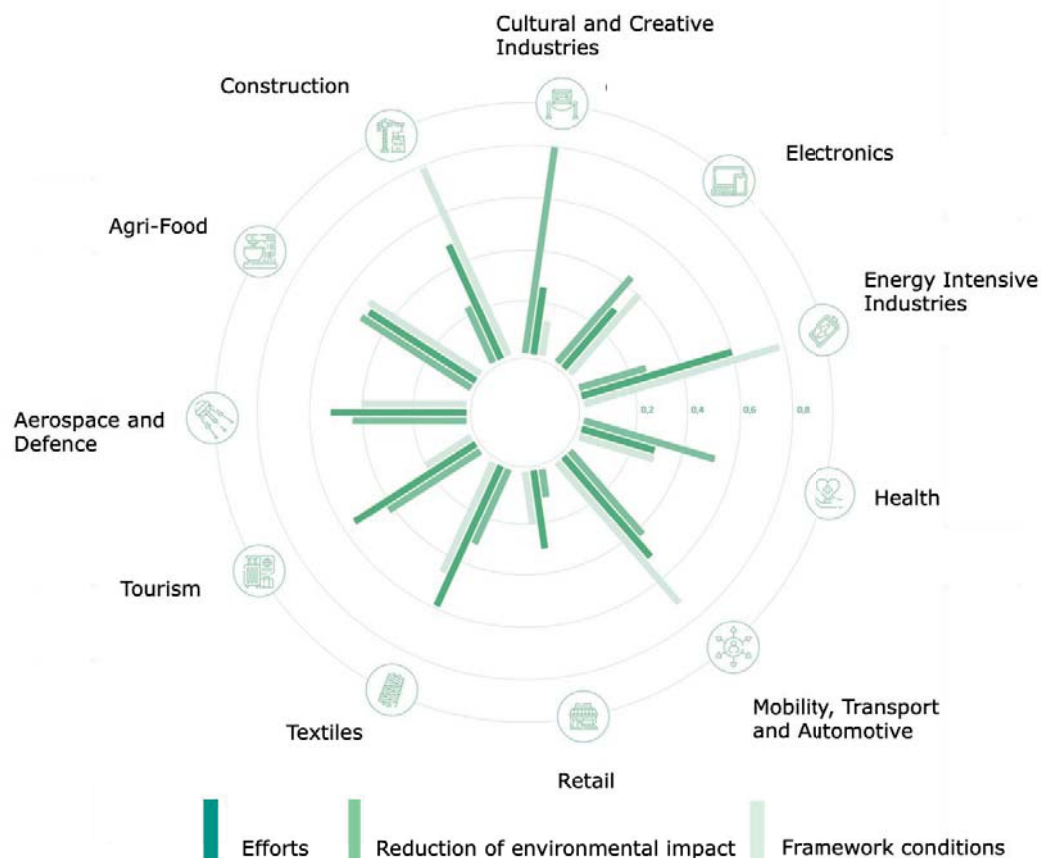 Cultural and Creative
Industries
Construction
Electronics
Agri-Food
Energy Intensive
Industries
0,2
0,4
0,6
0,8
Aerospace and
Defence
Health
Tourism
Mobility, Transport
and Automotive
Textiles
Retail
Efforts
Reduction of environmental impact
Framework conditions